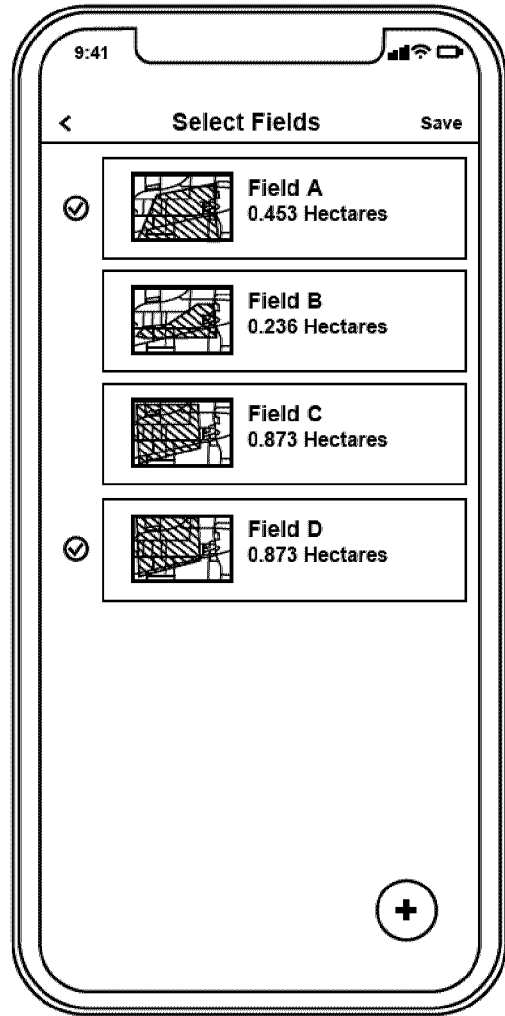 9:41
< Select Fields Save
Field A
0.453 Hectares
Field B
0.236 Hectares
Field C
0.873 Hectares
Field D
0.873 Hectares
+